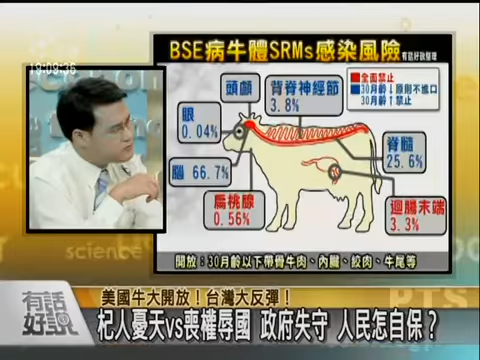 19:09:36
BSE病牛體SRMs感染風險
有話好說整理
全面禁止
30月齡↓原則不進口
30月齡↑禁止
頭顱
背脊神經節
3.8%
眼
0.04%
脊髓
25.6%
腦 66.7%
扁桃腺
0.56%
迴腸末端
3.3%
開放：30月齡以下帶骨牛肉、內臟、絞肉、牛尾等
science
PTS
有話好說
美國牛大開放！台灣大反彈！
杞人憂天vs喪權辱國 政府失守 人民怎自保？